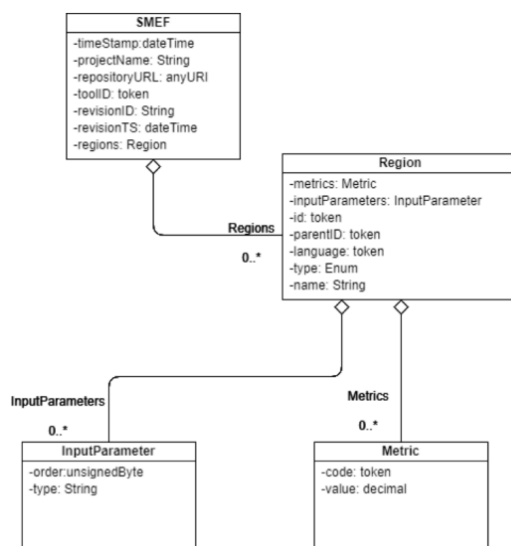 SMEF
-timeStamp:dateTime
-projectName: String
-repositoryURL: anyURI
-toolID: token
-revisionID: String
-revisionTS: dateTime
-regions: Region
Region
-metrics: Metric
-inputParameters: InputParameter
-id: token
-parentID: token
-language: token
-type: Enum
-name: String
Regions
0..*
InputParameters
0..*
Metrics
0..*
InputParameter
-order:unsignedByte
-type: String
Metric
-code: token
-value: decimal